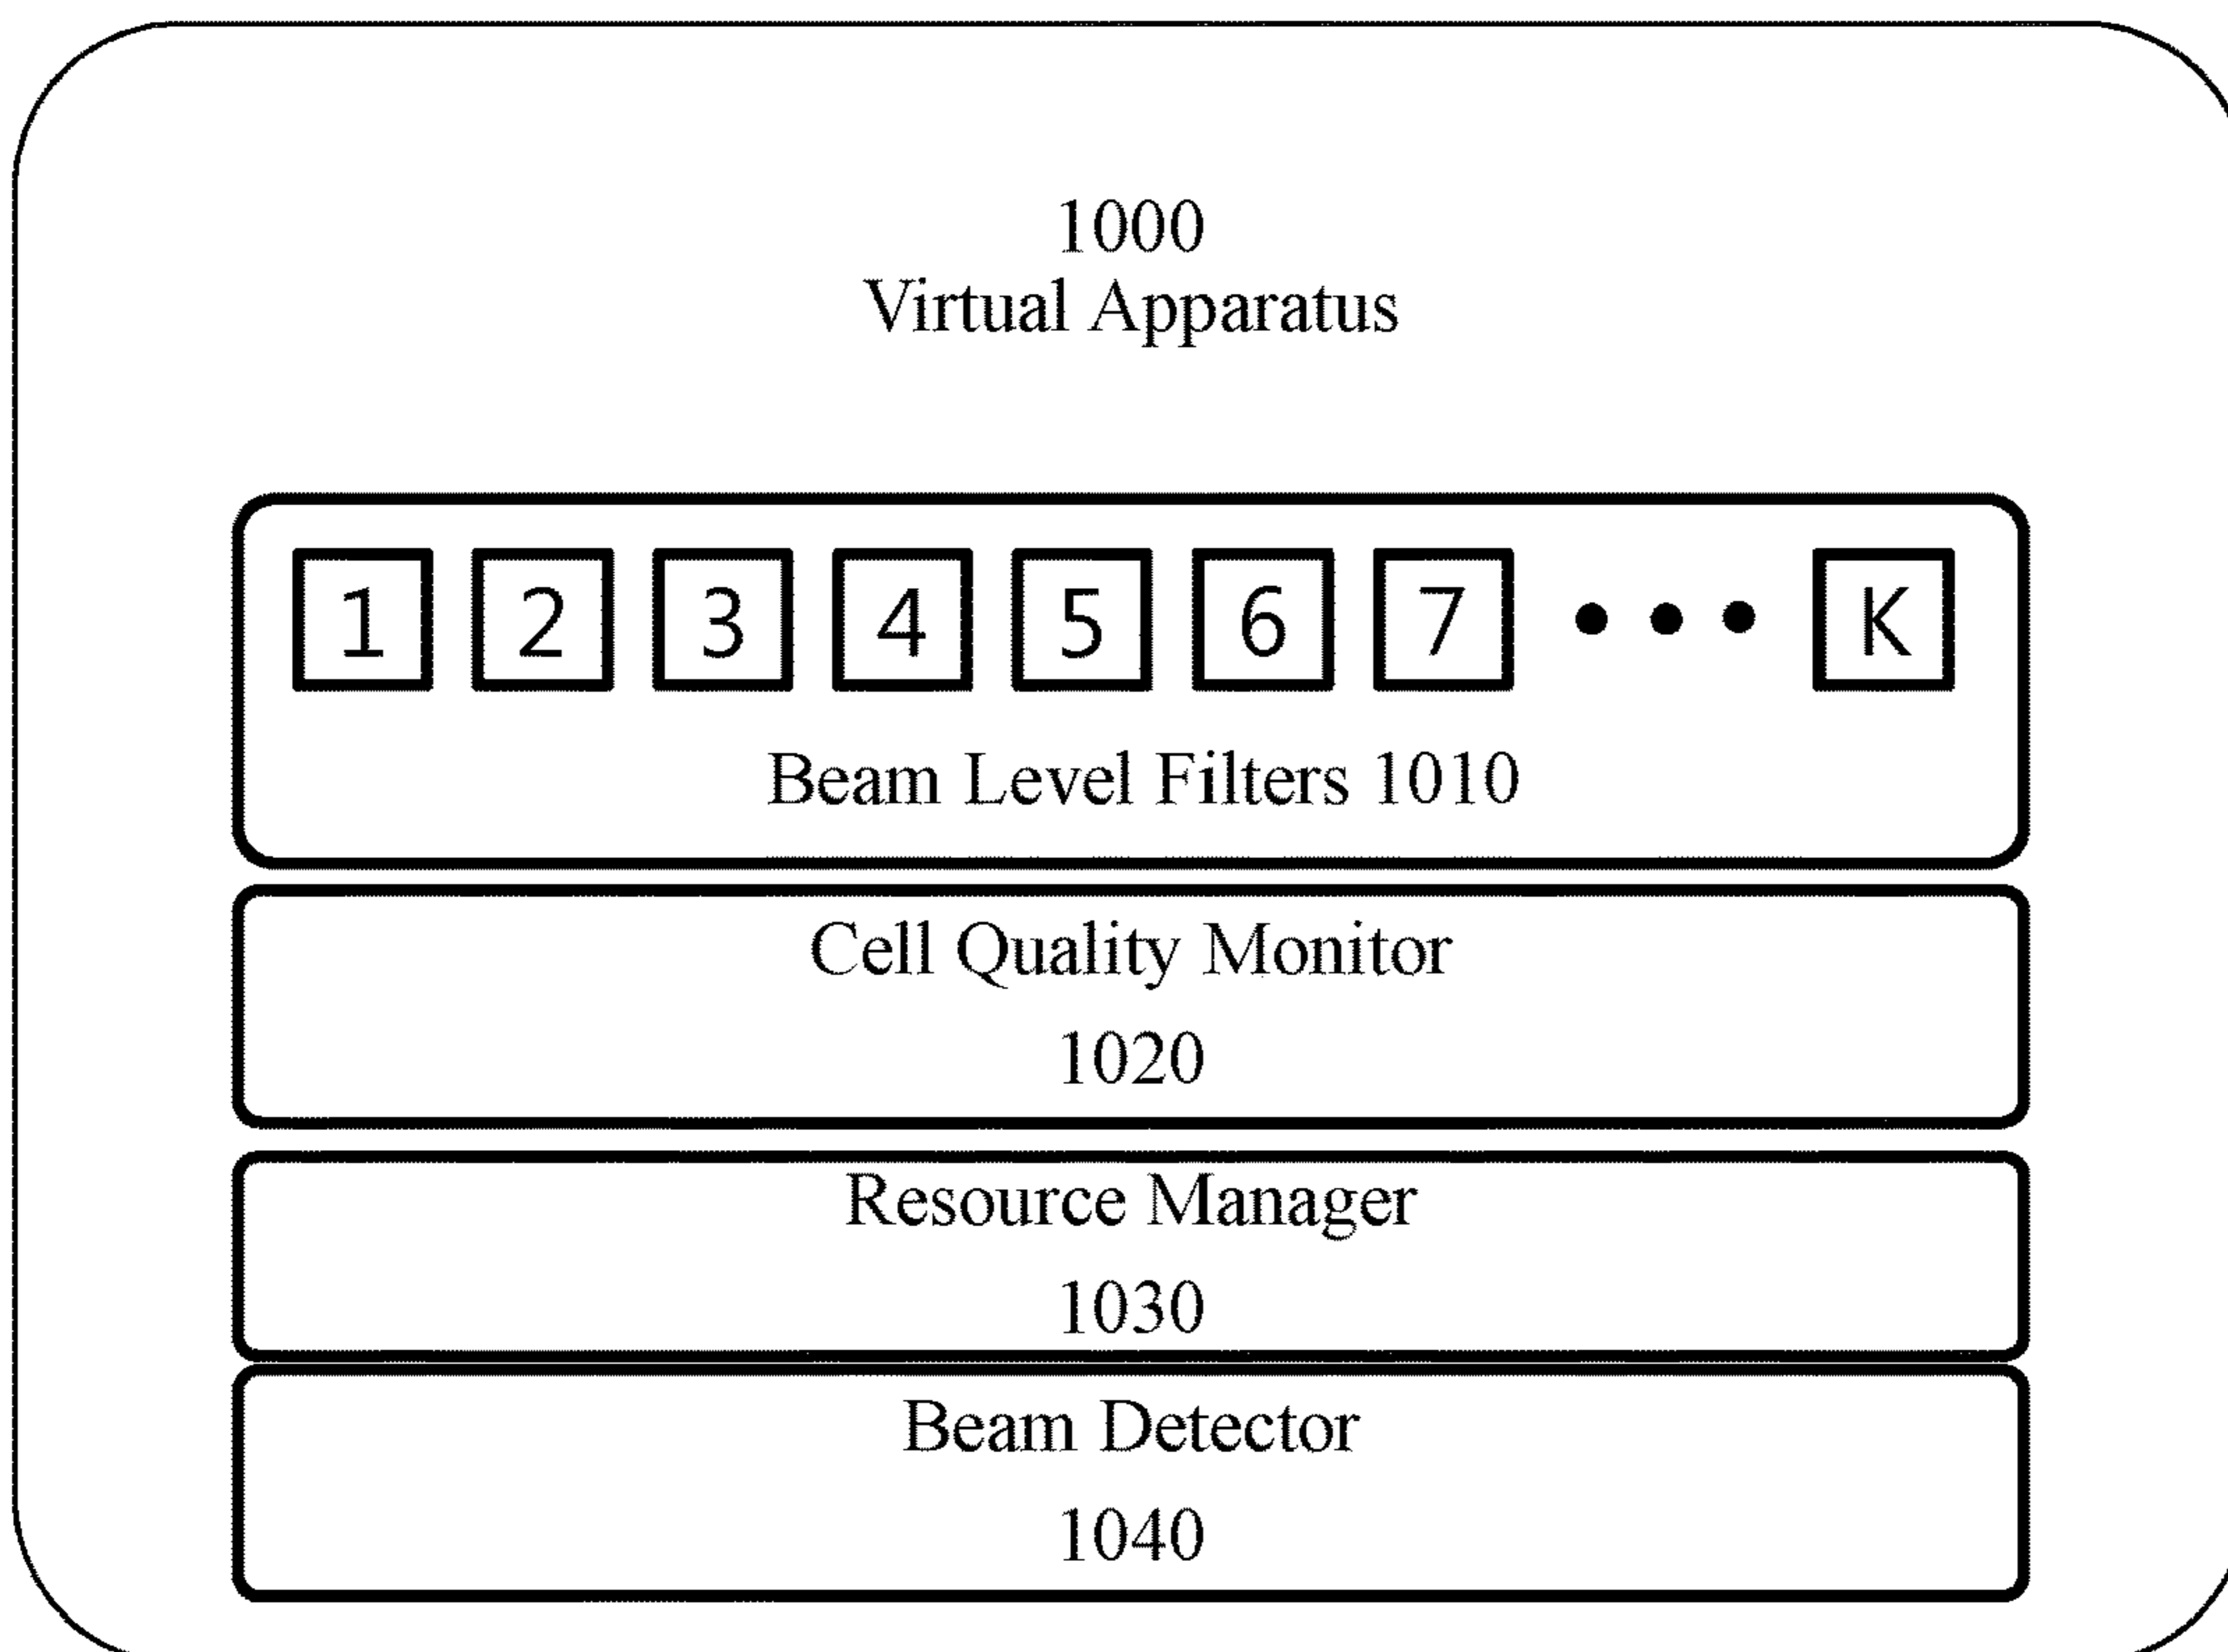 1000
Virtual Apparatus
1 2 3 4 5 6 7 • • • K
Beam Level Filters 1010
Cell Quality Monitor
1020
Resource Manager
1030
Beam Detector
1040